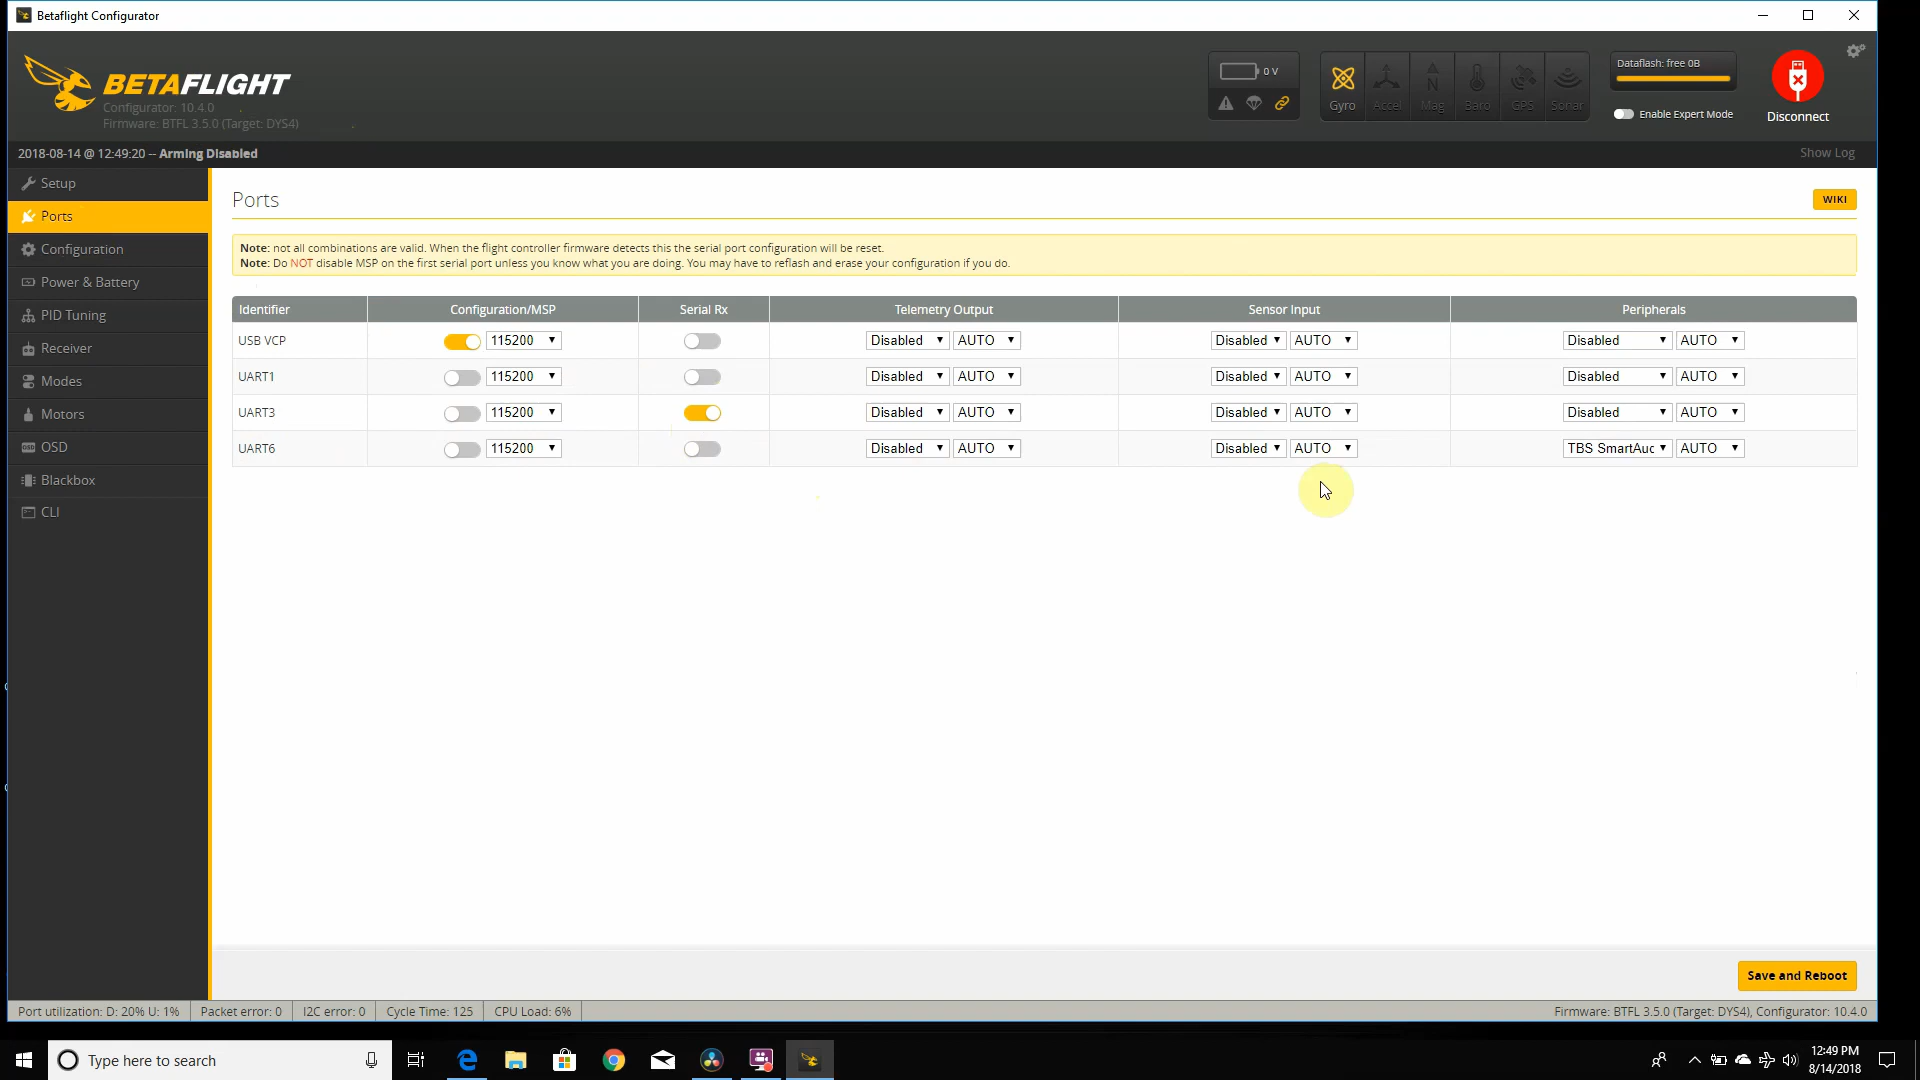 Betaflight Configurator
BETAFLIGHT
Configurator: 10.4.0
Firmware: BTFL 3.5.0 (Target: DYS4)
0 V
Gyro Accel Mag Baro GPS Sonar
Dataflash: free 0B
Enable Expert Mode
Disconnect
2018-08-14 @ 12:49:20 -- Arming Disabled
Show Log
Setup
Ports
Configuration
Power & Battery
PID Tuning
Receiver
Modes
Motors
OSD
Blackbox
CLI
Ports
WIKI
Note: not all combinations are valid. When the flight controller firmware detects this the serial port configuration will be reset.
Note: Do NOT disable MSP on the first serial port unless you know what you are doing. You may have to reflash and erase your configuration if you do.
Identifier Configuration/MSP Serial Rx Telemetry Output Sensor Input Peripherals
USB VCP 115200 Disabled AUTO Disabled AUTO Disabled AUTO
UART1 115200 Disabled AUTO Disabled AUTO Disabled AUTO
UART3 115200 Disabled AUTO Disabled AUTO Disabled AUTO
UART6 115200 Disabled AUTO Disabled AUTO TBS SmartAuc AUTO
Save and Reboot
Port utilization: D: 20% U: 1% Packet error: 0 I2C error: 0 Cycle Time: 125 CPU Load: 6% Firmware: BTFL 3.5.0 (Target: DYS4), Configurator: 10.4.0
Type here to search
12:49 PM
8/14/2018